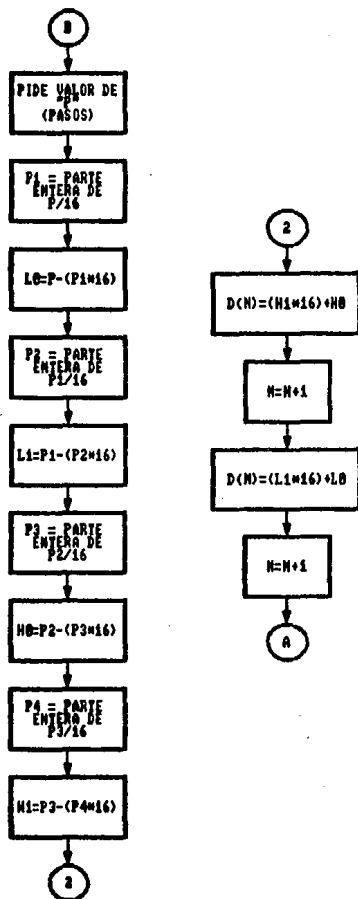 B
PIDE VALOR DE
"P"
(PASOS)
P1 = PARTE
ENTERA DE
P/16
L0=P-(P1*16)
P2 = PARTE
ENTERA DE
P1/16
L1=P1-(P2*16)
P3 = PARTE
ENTERA DE
P2/16
H0=P2-(P3*16)
P4 = PARTE
ENTERA DE
P3/16
H1=P3-(P4*16)
2
2
D(N)=(H1*16)+H0
N=N+1
D(N)=(L1*16)+L0
N=N+1
A